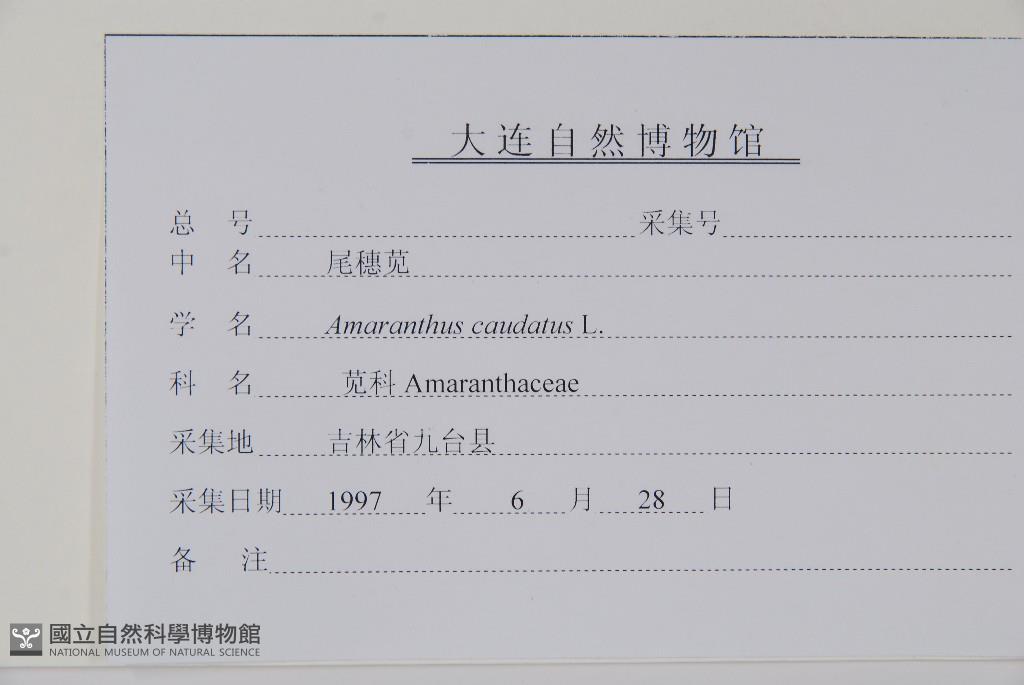 大连自然博物馆
总 号 采集号
中 名 尾穗苋
学 名 Amaranthus caudatus L.
科 名 苋科 Amaranthaceae
采集地 吉林省九台县
采集日期 1997 年 6 月 28 日
备 注
國立自然科學博物館
NATIONAL MUSEUM OF NATURAL SCIENCE